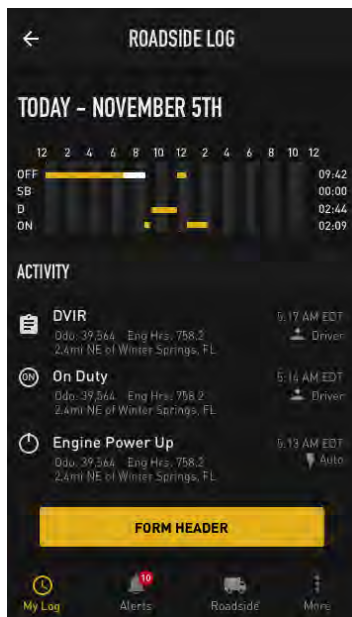 ROADSIDE LOG
TODAY - NOVEMBER 5TH
12 2 4 6 8 10 12 2 4 6 8 10 12
OFF 09:42
SB 00:00
D 02:44
ON 02:09
ACTIVITY
DVIR 5:17 AM EDT
Odo: 39,564 Eng Hrs: 758.2 Driver
2.4mi NE of Winter Springs, FL
ON On Duty 5:14 AM EDT
Odo: 39,564 Eng Hrs: 758.2 Driver
2.4mi NE of Winter Springs, FL
Engine Power Up 5:13 AM EDT
Odo: 39,564 Eng Hrs: 758.2 Auto
2.4mi NE of Winter Springs, FL
FORM HEADER
10
My Log Alerts Roadside More